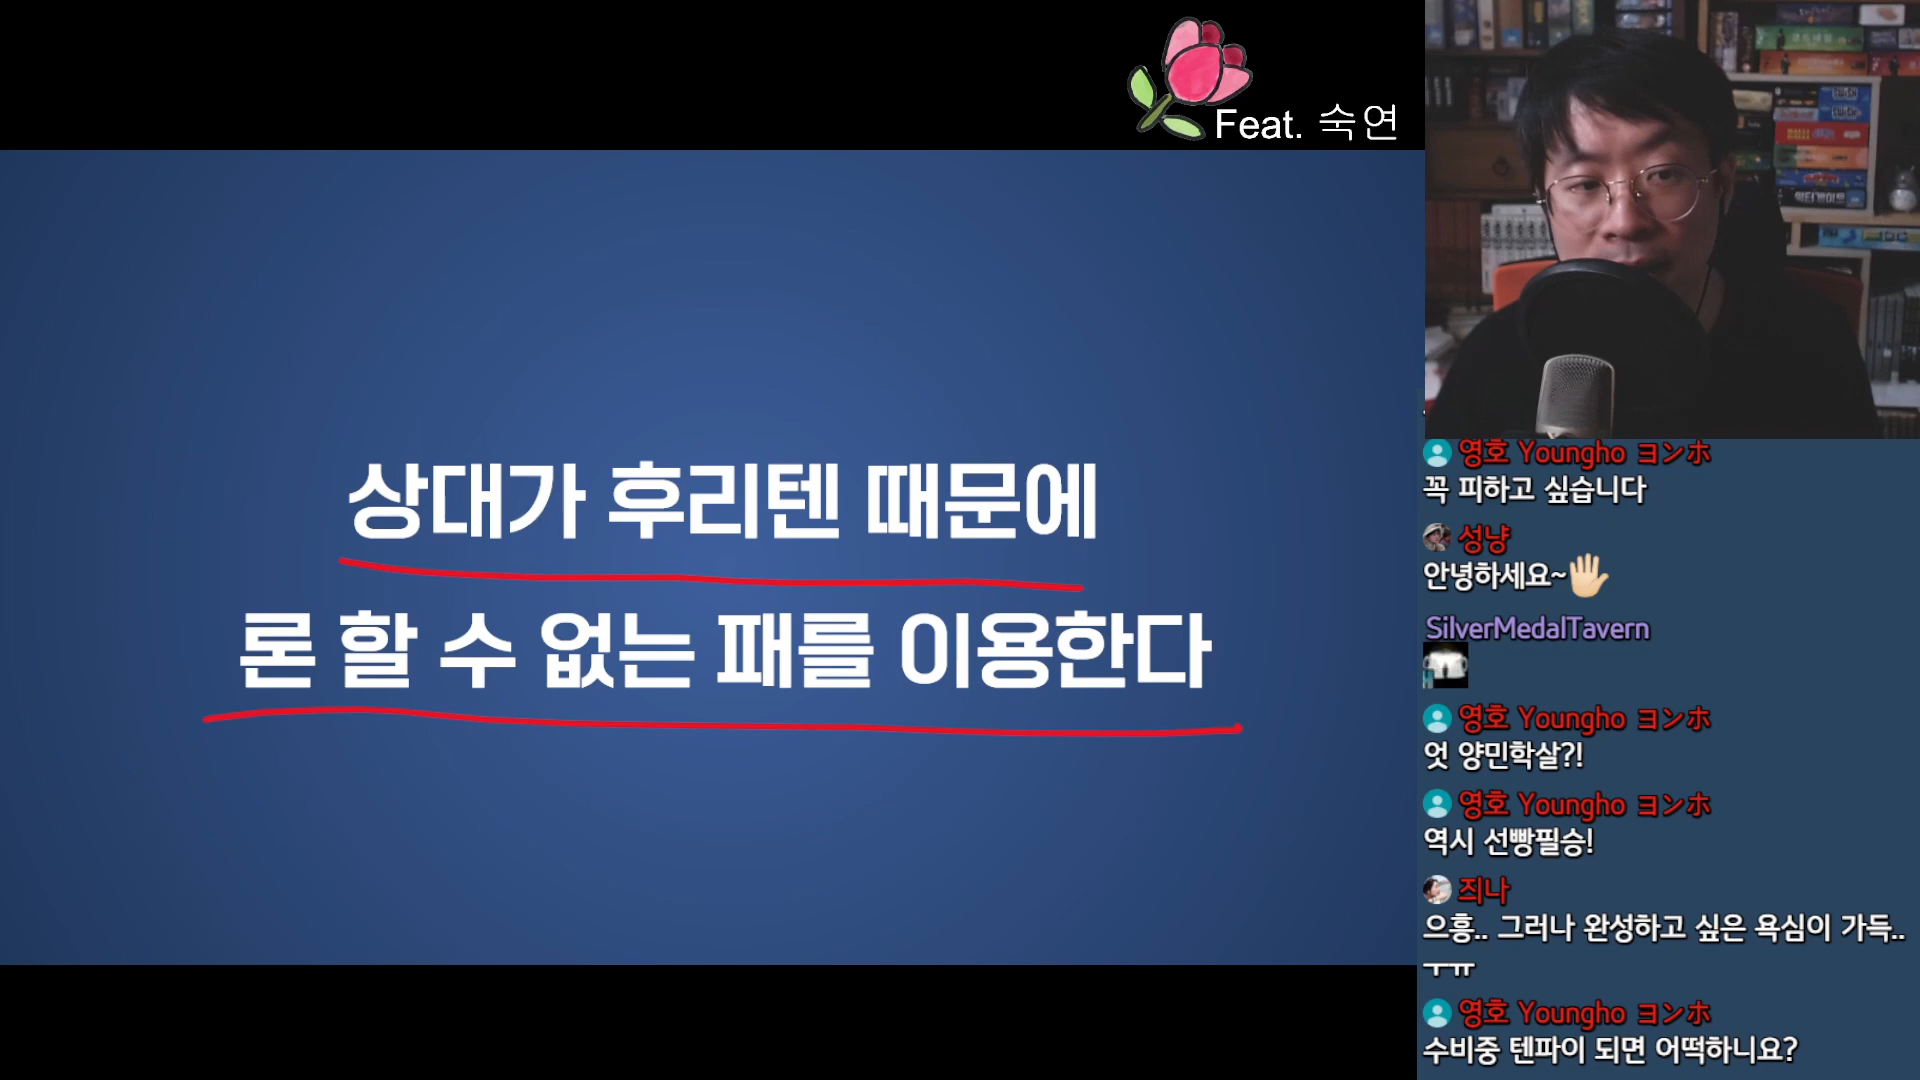 Feat. 숙연
상대가 후리텐 때문에
론 할 수 없는 패를 이용한다
영호 Youngho ヨンホ
꼭 피하고 싶습니다
성냥
안녕하세요~🖐🏻
SilverMedalTavern
영호 Youngho ヨンホ
엇 양민학살?!
영호 Youngho ヨンホ
역시 선빵필승!
죄나
으흥.. 그러나 완성하고 싶은 욕심이 가득..
ㅜㅠ
영호 Youngho ヨンホ
수비중 텐파이 되면 어떡하니요?